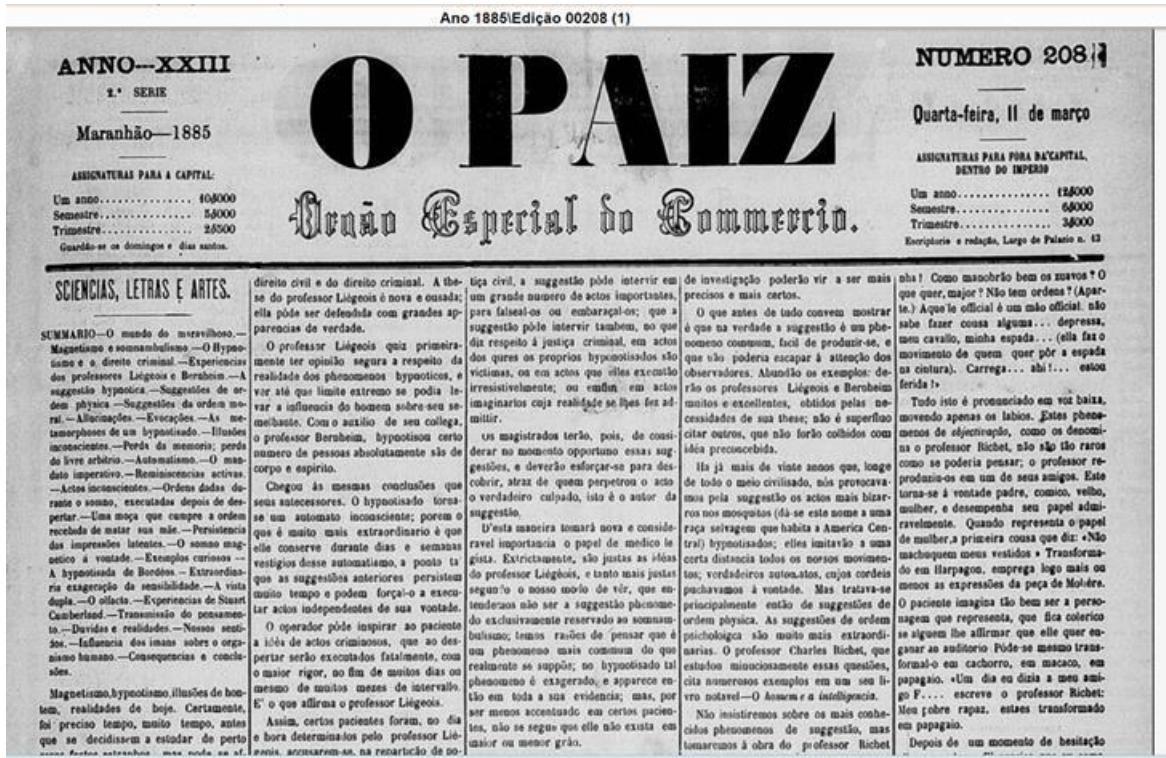 Ano 1885\Edição 00208 (1)
ANNO—XXIII
2.ª SERIE
Maranhão—1885
ASSIGNATURAS PARA A CAPITAL:
Um anno.............. 10$000
Semestre.............. 5$000
Trimestre............. 2$500
Guardão-se os domingos e dias santos.
O PAIZ
Orgão Especial do Commercio.
NUMERO 208
Quarta-feira, 11 de março
ASSIGNATURAS PARA FÓRA DA CAPITAL,
DENTRO DO IMPERIO
Um anno.............. 12$000
Semestre.............. 6$000
Trimestre............. 3$000
Escriptorio e redação, Largo de Palacio n. 13
SCIENCIAS, LETRAS E ARTES.
SUMMARIO—O mundo do maravilhoso.—
Magnetismo e somnambulismo.—O Hypno-
tismo e o direito criminal.—Experiencias
dos professores Liégeois e Bernheim.—A
suggestão hypnotica—Suggestões de or-
dem physica—Suggestões da ordem mo-
ral.—Allucinações.—Evocações.—As me-
tamorphoses de um hypnotisado.—Illusões
inconscientes.—Perda da memoria; perda
do livre arbitrio.—Automatismo.—O man-
dato imperativo.—Reminiscencias activas.
—Actos inconscientes.—Ordens dadas du-
rante o somno, executadas depois de des-
pertar.—Uma moça que cumpre a ordem
recebida de matar sua mãe.—Persistencia
das impressões latentes.—O somno mag-
netico á vontade.—Exemplos curiosos—
A hypnotisada de Bordéos.—Extraordina-
ria exageração da sensibilidade.—A vista
dupla.—O olfacto.—Experiencias de Stuart
Cumberland.—Transmissão do pensamen-
to.—Duvidas e realidades.—Nossos senti-
dos.—Influencia dos imans sobre o orga-
nismo humano.—Consequencias e conclu-
sões.
Magnetismo, hypnotismo, illusões de hon-
tem, realidades de hoje. Certamente,
foi preciso tempo, muito tempo, antes
que se decidissem a estudar de perto
direito civil e do direito criminal. A the-
se do professor Liégeois é nova e ousada;
ella póde ser defendida com grandes ap-
parencias de verdade.
O professor Liégeois quiz primeira-
mente ter opinião segura a respeito da
realidade dos phenomenos hypnoticos, e
ver até que limite extremo se podia le-
var a influencia do homem sobre seu se-
melhante. Com o auxilio de seu collega,
o professor Bernheim, hypnotisou certo
numero de pessoas absolutamente sãs de
corpo e espirito.
Chegou ás mesmas conclusões que
seus antecessores. O hypnotisado torna-
se um automato inconsciente; porem o
que é muito mais extraordinario é que
elle conserve durante dias e semanas
vestigios desse automatismo, a ponto ta
que as suggestões anteriores persistem
muito tempo e podem forçal-o a execu-
tar actos independentes de sua vontade.
O operador póde inspirar ao paciente
a idéa de actos criminosos, que ao des-
pertar serão executados fatalmente, com
o maior rigor, no fim de muitos dias ou
mesmo de muitos mezes de intervallo.
E' o que affirma o professor Liégeois.
Assim, certos pacientes foram, no dia
e bora determinados pelo professor Lié-
geois, accusarem-se, na repartição de po-
tiça civil, a suggestão póde intervir em
um grande numero de actos importantes,
para falseal-os ou embaraçal-os; que a
suggestão póde intervir tambem, no que
diz respeito á justiça criminal, em actos
dos qures os proprios hypnotisados são
victimas, ou em actos que elles executão
irresistivelmente; ou emfim em actos
imaginarios cuja realidade se lhes fez ad-
mittir.
Os magistrados terão, pois, de consi-
derar no momento opportuno essas sug-
gestões, e deverão esforçar-se para des-
cobrir, atraz de quem perpetrou o acto
o verdadeiro culpado, isto é o autor da
suggestão.
D'esta maneira tomará nova e conside-
ravel importancia o papel de medico le
gista. Extrictamente, são justas as idéas
do professor Liégeois, e tanto mais justas
segundo o nosso modo de vêr, que en-
tendemos não ser a suggestão phenome-
do exclusivamente reservado ao somnam-
bulismo; temos razões de pensar que é
um phenomeno mais commum do que
realmente se suppõe; no hypnotisado tal
phenomeno é exagerado, e apparece en-
tão em toda a sua evidencia; mas, por
ser menos accentuado em certos pacien-
tes, não se segue que elle não exista em
maior ou menor gráo.
de investigação poderão vir a ser mais
precisos e mais certos.
O que antes de tudo convem mostrar
é que na verdade a suggestão é um phe-
nomeno commum, facil de produzir-se, e
que não poderia escapar á attenção dos
observadores. Abundão os exemplos: de-
rão os professores Liégeois e Bernheim
muitos e excellentes, obtidos pelas ne-
cessidades de sua these; não é superfluo
citar outros, que não forão colhidos com
idéa preconcebida.
Ha já mais de vinte annos que, longe
de todo o meio civilisado, nós provocava-
mos pela suggestão os actos mais bizar-
ros nos mosquitos (dá-se este nome a uma
raça selvagem que habita a America Cen-
tral) hypnotisados; elles imitavão a uma
certa distancia todos os nossos movimen-
tos; verdadeiros automatos, cujos cordeis
puchavamos á vontade. Mas tratava-se
principalmente então de suggestões de
ordem physica. As suggestões de ordem
psicholoigca são muito mais extraordi-
narias. O professor Charles Richet, que
estudou minuciosamente essas questões,
cita numerosos exemplos em um seu li-
vro notavel—O homem e a intelligencia.
Não insistiremos sobre os mais conhe-
cidos phenomenos de suggestão, mas
tomaremos á obra do professor Richet
nha! Como manobrão bem os zuavos? O
que quer, major? Não tem ordens? (Apar-
te.) Aquelle official é um máo official. não
sabe fazer cousa alguma... depressa,
meu cavallo, minha espada... (ella faz o
movimento de quem quer pôr a espada
na cintura). Carrega... ahi!... estou
ferida!»
Tudo isto é pronunciado em voz baixa,
movendo apenas os labios. Estes pheno-
menos de objectivação, como os denomi-
na o professor Richet, não são tão raros
como se poderia pensar; o professor re-
produziu-os em um de seus amigos. Este
torna-se á vontade padre, comico, velho,
mulher, e desempenha seu papel admi-
ravelmente. Quando representa o papel
de mulher, a primeira cousa que diz: «Não
machuquem meus vestidos » Transforma-
do em Harpagon, emprega logo mais ou
menos as expressões da peça de Molière.
O paciente imagina tão bem ser a perso-
nagem que representa, que fica colerico
se alguem lhe affirmar que elle quer en-
ganar ao auditorio Póde-se mesmo trans-
formal-o em cachorro, em macaco, em
papagaio. «Um dia eu dizia a meu ami-
go F.... escreve o professor Richet:
Meu pobre rapaz, estaes transformado
em papagaio.
Depois de um momento de hesitação